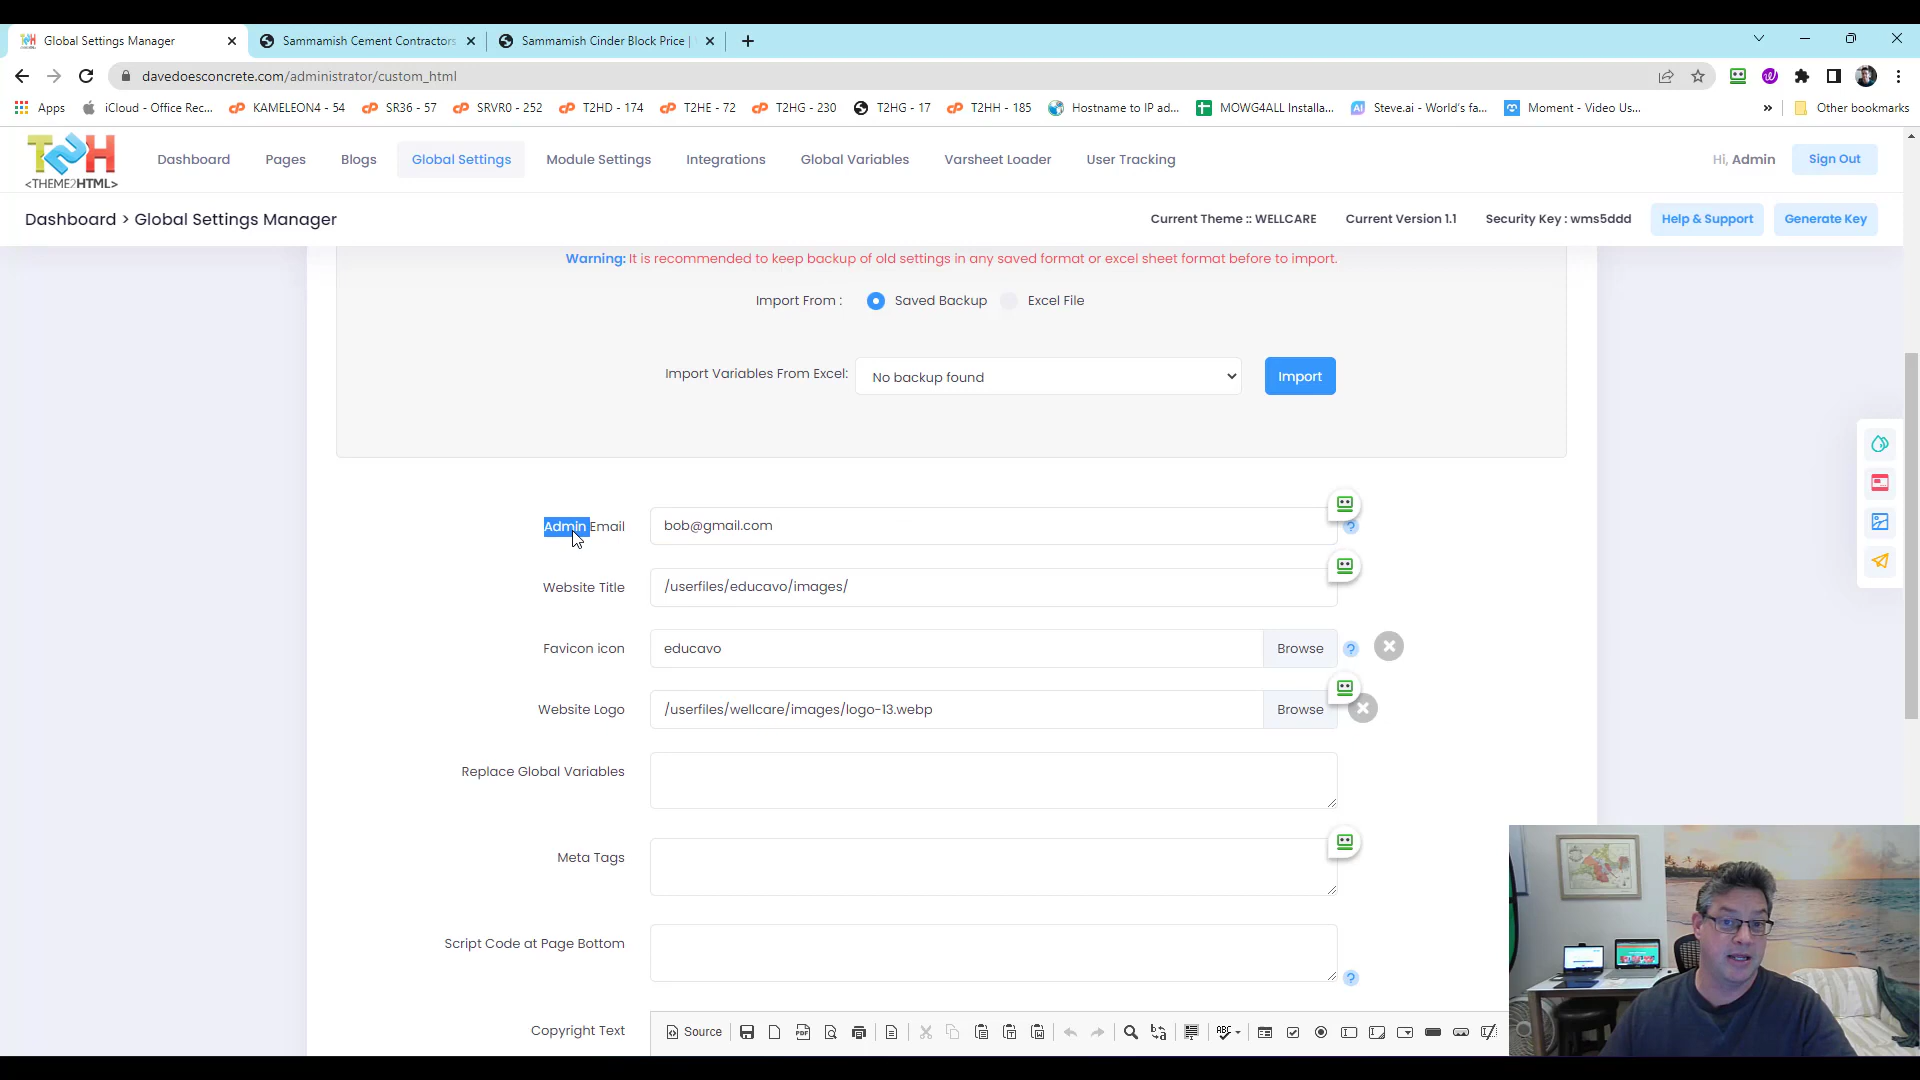 Global Settings Manager
Sammamish Cement Contractors
Sammamish Cinder Block Price |
davedoesconcrete.com/administrator/custom_html
Apps
iCloud - Office Rec...
KAMELEON4 - 54
SR36 - 57
SRVR0 - 252
T2HD - 174
T2HE - 72
T2HG - 230
T2HG - 17
T2HH - 185
Hostname to IP ad...
MOWG4ALL Installa...
Steve.ai - World's fa...
Moment - Video Us...
»
Other bookmarks
T2H
<THEME2HTML>
Dashboard
Pages
Blogs
Global Settings
Module Settings
Integrations
Global Variables
Varsheet Loader
User Tracking
Hi, Admin
Sign Out
Dashboard > Global Settings Manager
Current Theme :: WELLCARE
Current Version 1.1
Security Key : wms5ddd
Help & Support
Generate Key
Warning: It is recommended to keep backup of old settings in any saved format or excel sheet format before to import.
Import From :
Saved Backup
Excel File
Import Variables From Excel:
No backup found
Import
Admin Email
bob@gmail.com
?
Website Title
/userfiles/educavo/images/
Favicon icon
educavo
Browse
?
Website Logo
/userfiles/wellcare/images/logo-13.webp
Browse
Replace Global Variables
Meta Tags
Script Code at Page Bottom
?
Copyright Text
Source